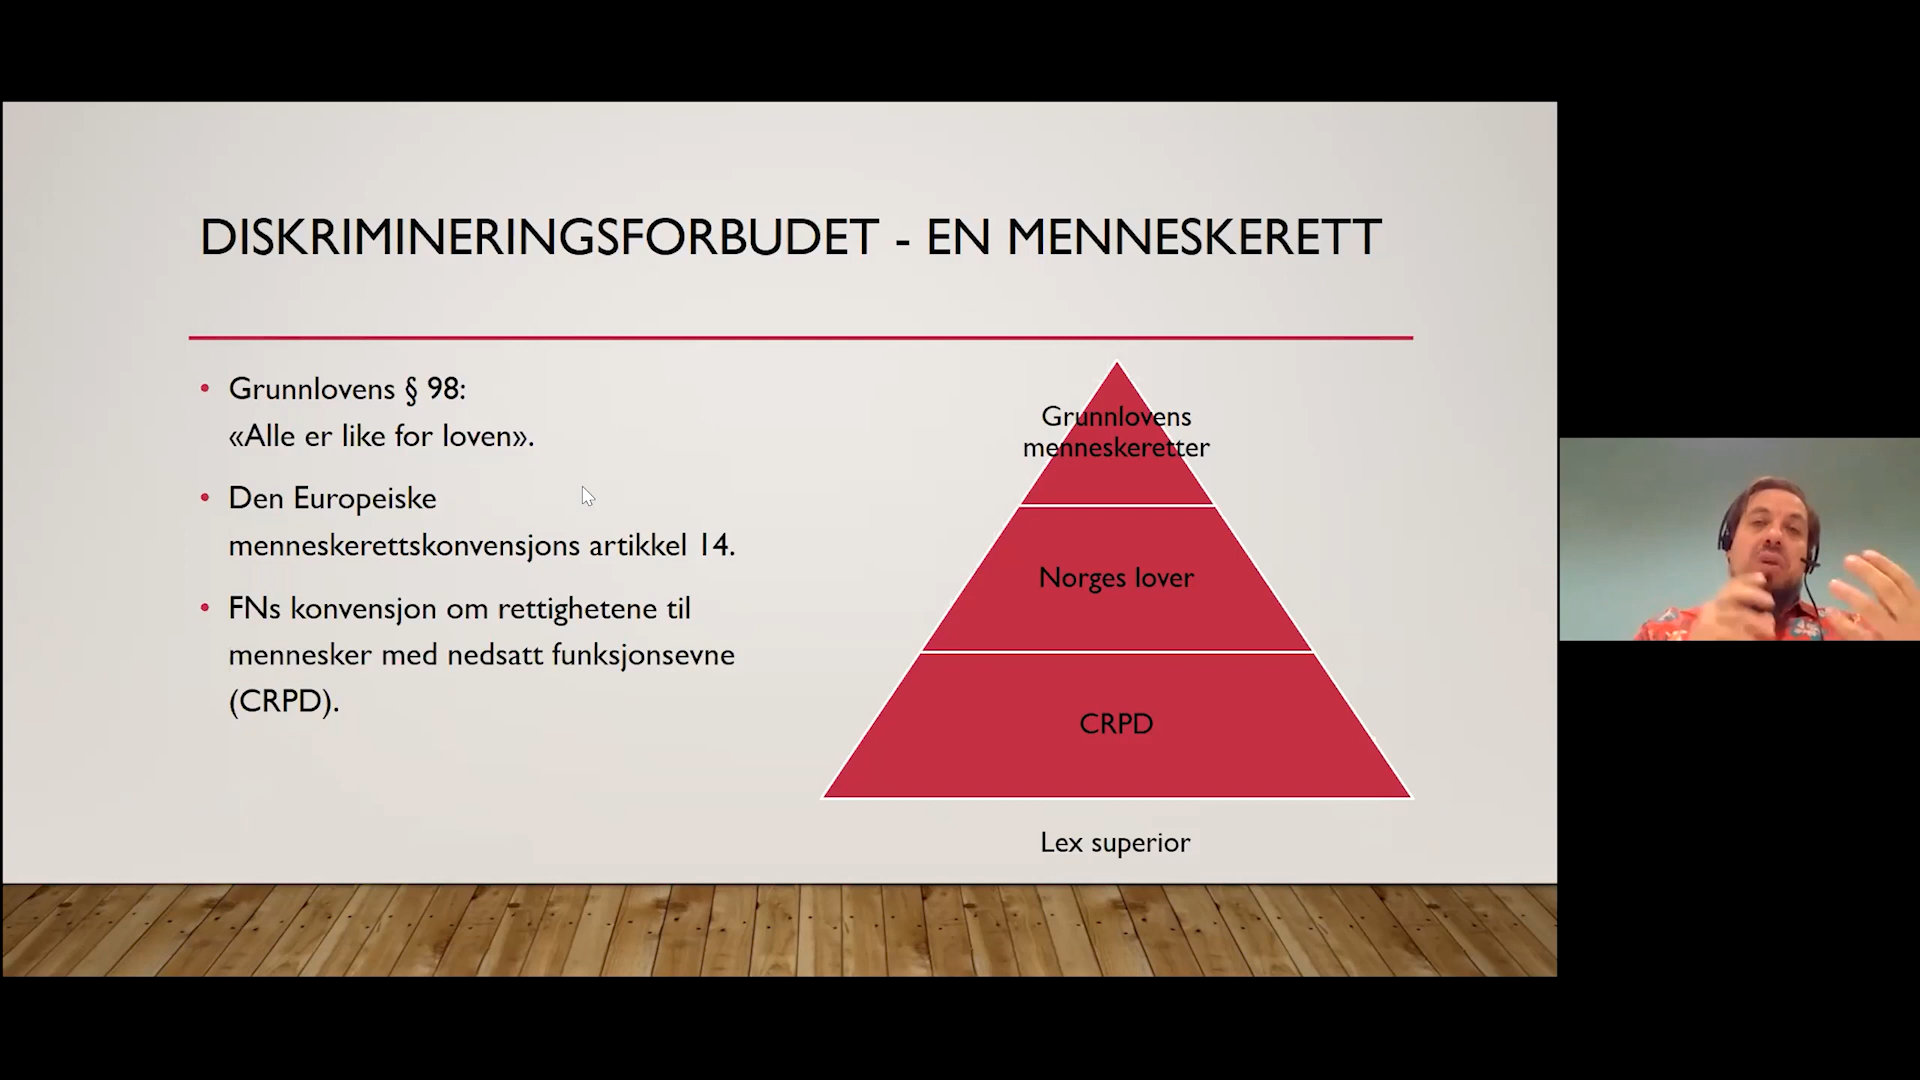 DISKRIMINERINGSFORBUDET - EN MENNESKERETT
• Grunnlovens § 98:
«Alle er like for loven».
• Den Europeiske
menneskerettskonvensjons artikkel 14.
• FNs konvensjon om rettighetene til
mennesker med nedsatt funksjonsevne
(CRPD).
Grunnlovens
menneskeretter
Norges lover
CRPD
Lex superior